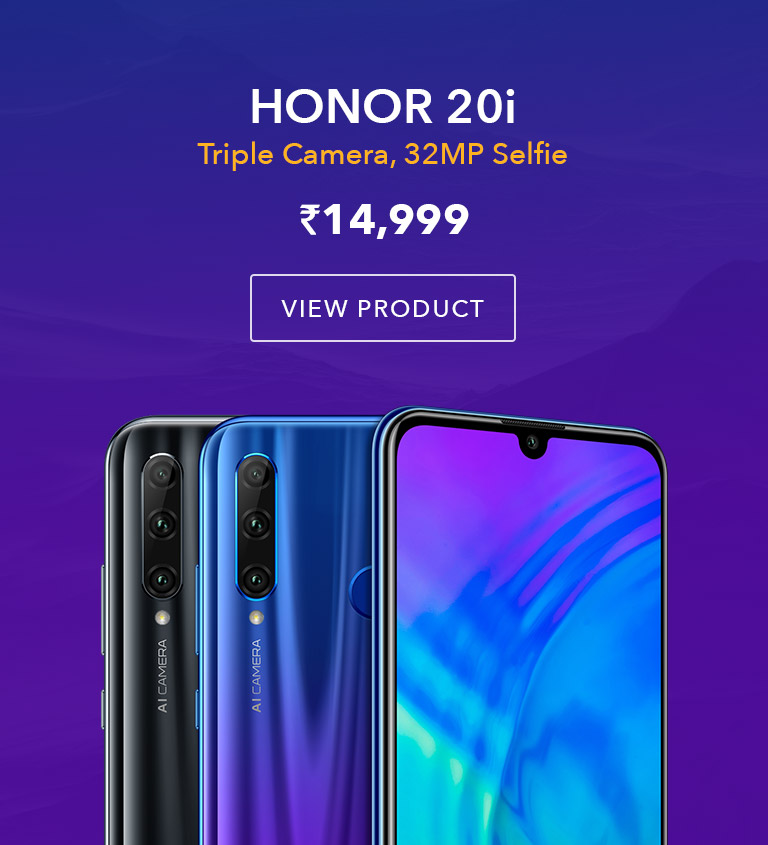 HONOR 20i
Triple Camera, 32MP Selfie
₹14,999
VIEW PRODUCT
AI CAMERA
AI CAMERA